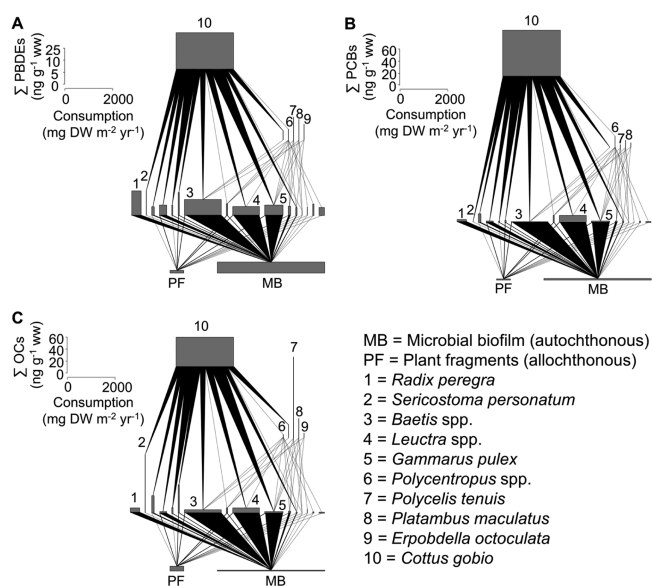 A
10
∑ PBDEs
(ng g-1 ww)
25
15
5
0
0 2000
Consumption
(mg DW m-2 yr-1)
7
8
6 9
1 2
3
4 5
PF MB
B
10
∑ PCBs
(ng g-1 ww)
60
40
20
0
0 2000
Consumption
(mg DW m-2 yr-1)
6
7 8
1 2
3 4 5
PF MB
C
10
∑ OCs
(ng g-1 ww)
60
40
20
0
0 2000
Consumption
(mg DW m-2 yr-1)
7
8
6 9
2
1 3 4 5
PF MB
MB = Microbial biofilm (autochthonous)
PF = Plant fragments (allochthonous)
1 = Radix peregra
2 = Sericostoma personatum
3 = Baetis spp.
4 = Leuctra spp.
5 = Gammarus pulex
6 = Polycentropus spp.
7 = Polycelis tenuis
8 = Platambus maculatus
9 = Erpobdella octoculata
10 = Cottus gobio